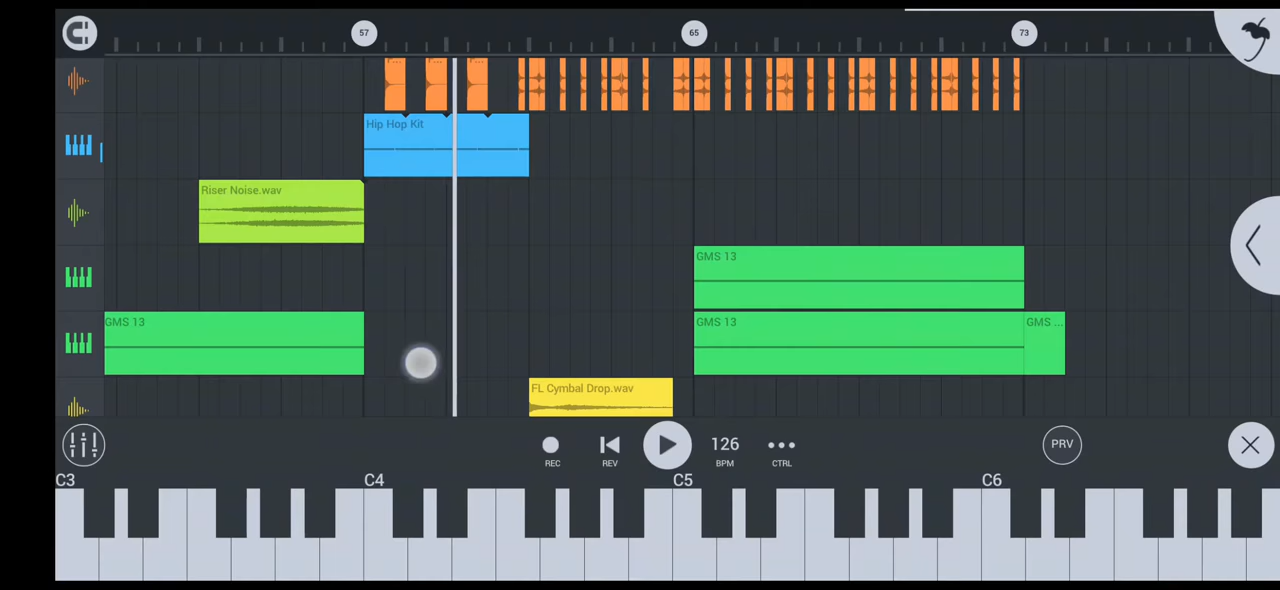 57 65 73
F... F... F...
Hip Hop Kit
Riser Noise.wav
GMS 13
GMS 13
GMS 13 GMS ...
FL Cymbal Drop.wav
126 PRV
REC REV BPM CTRL
C3 C4 C5 C6